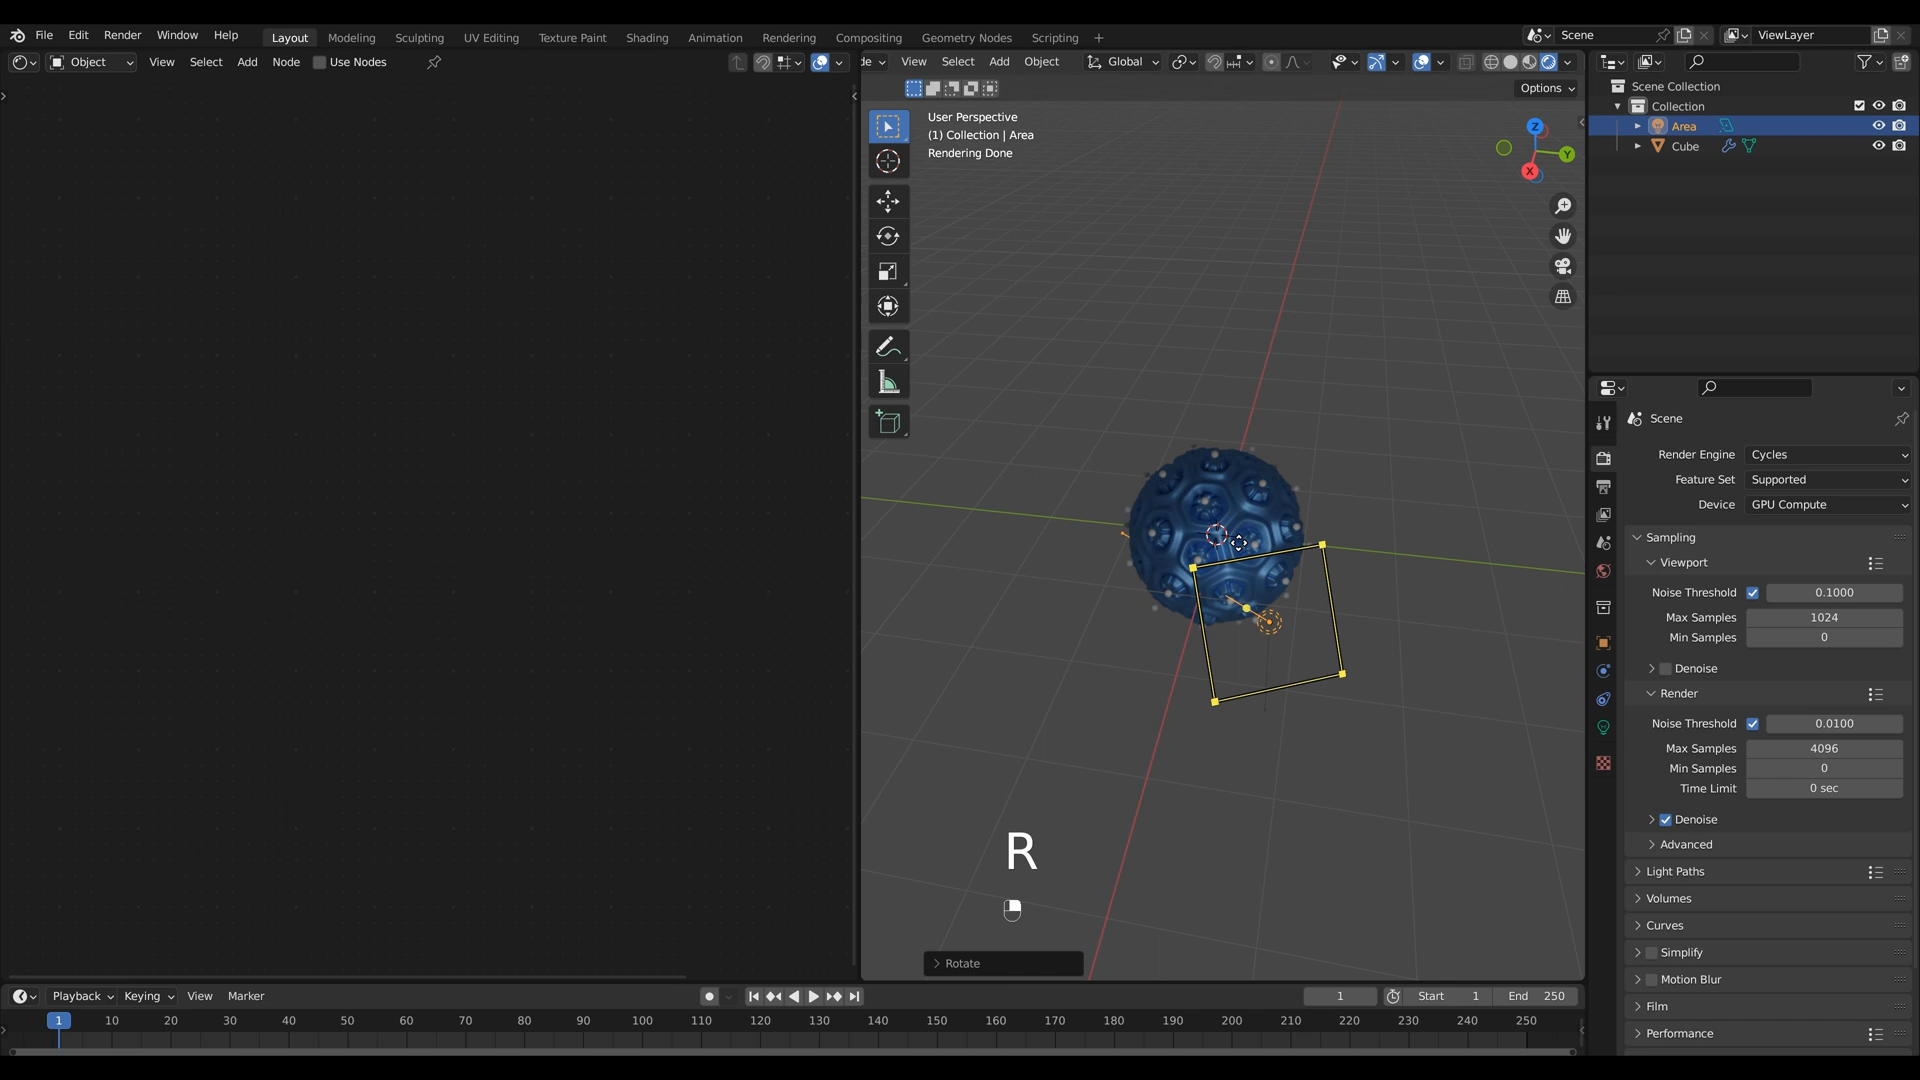 File Edit Render Window Help Layout Modeling Sculpting UV Editing Texture Paint Shading Animation Rendering Compositing Geometry Nodes Scripting + Scene ViewLayer
Object View Select Add Node Use Nodes
de View Select Add Object Global
Options
User Perspective
(1) Collection | Area
Rendering Done
Z
Y
X
R
Rotate
Scene Collection
Collection
Area
Cube
Scene
Render Engine Cycles
Feature Set Supported
Device GPU Compute
Sampling
Viewport
Noise Threshold 0.1000
Max Samples 1024
Min Samples 0
Denoise
Render
Noise Threshold 0.0100
Max Samples 4096
Min Samples 0
Time Limit 0 sec
Denoise
Advanced
Light Paths
Volumes
Curves
Simplify
Motion Blur
Film
Performance
Playback Keying View Marker 1 Start 1 End 250
1 10 20 30 40 50 60 70 80 90 100 110 120 130 140 150 160 170 180 190 200 210 220 230 240 250